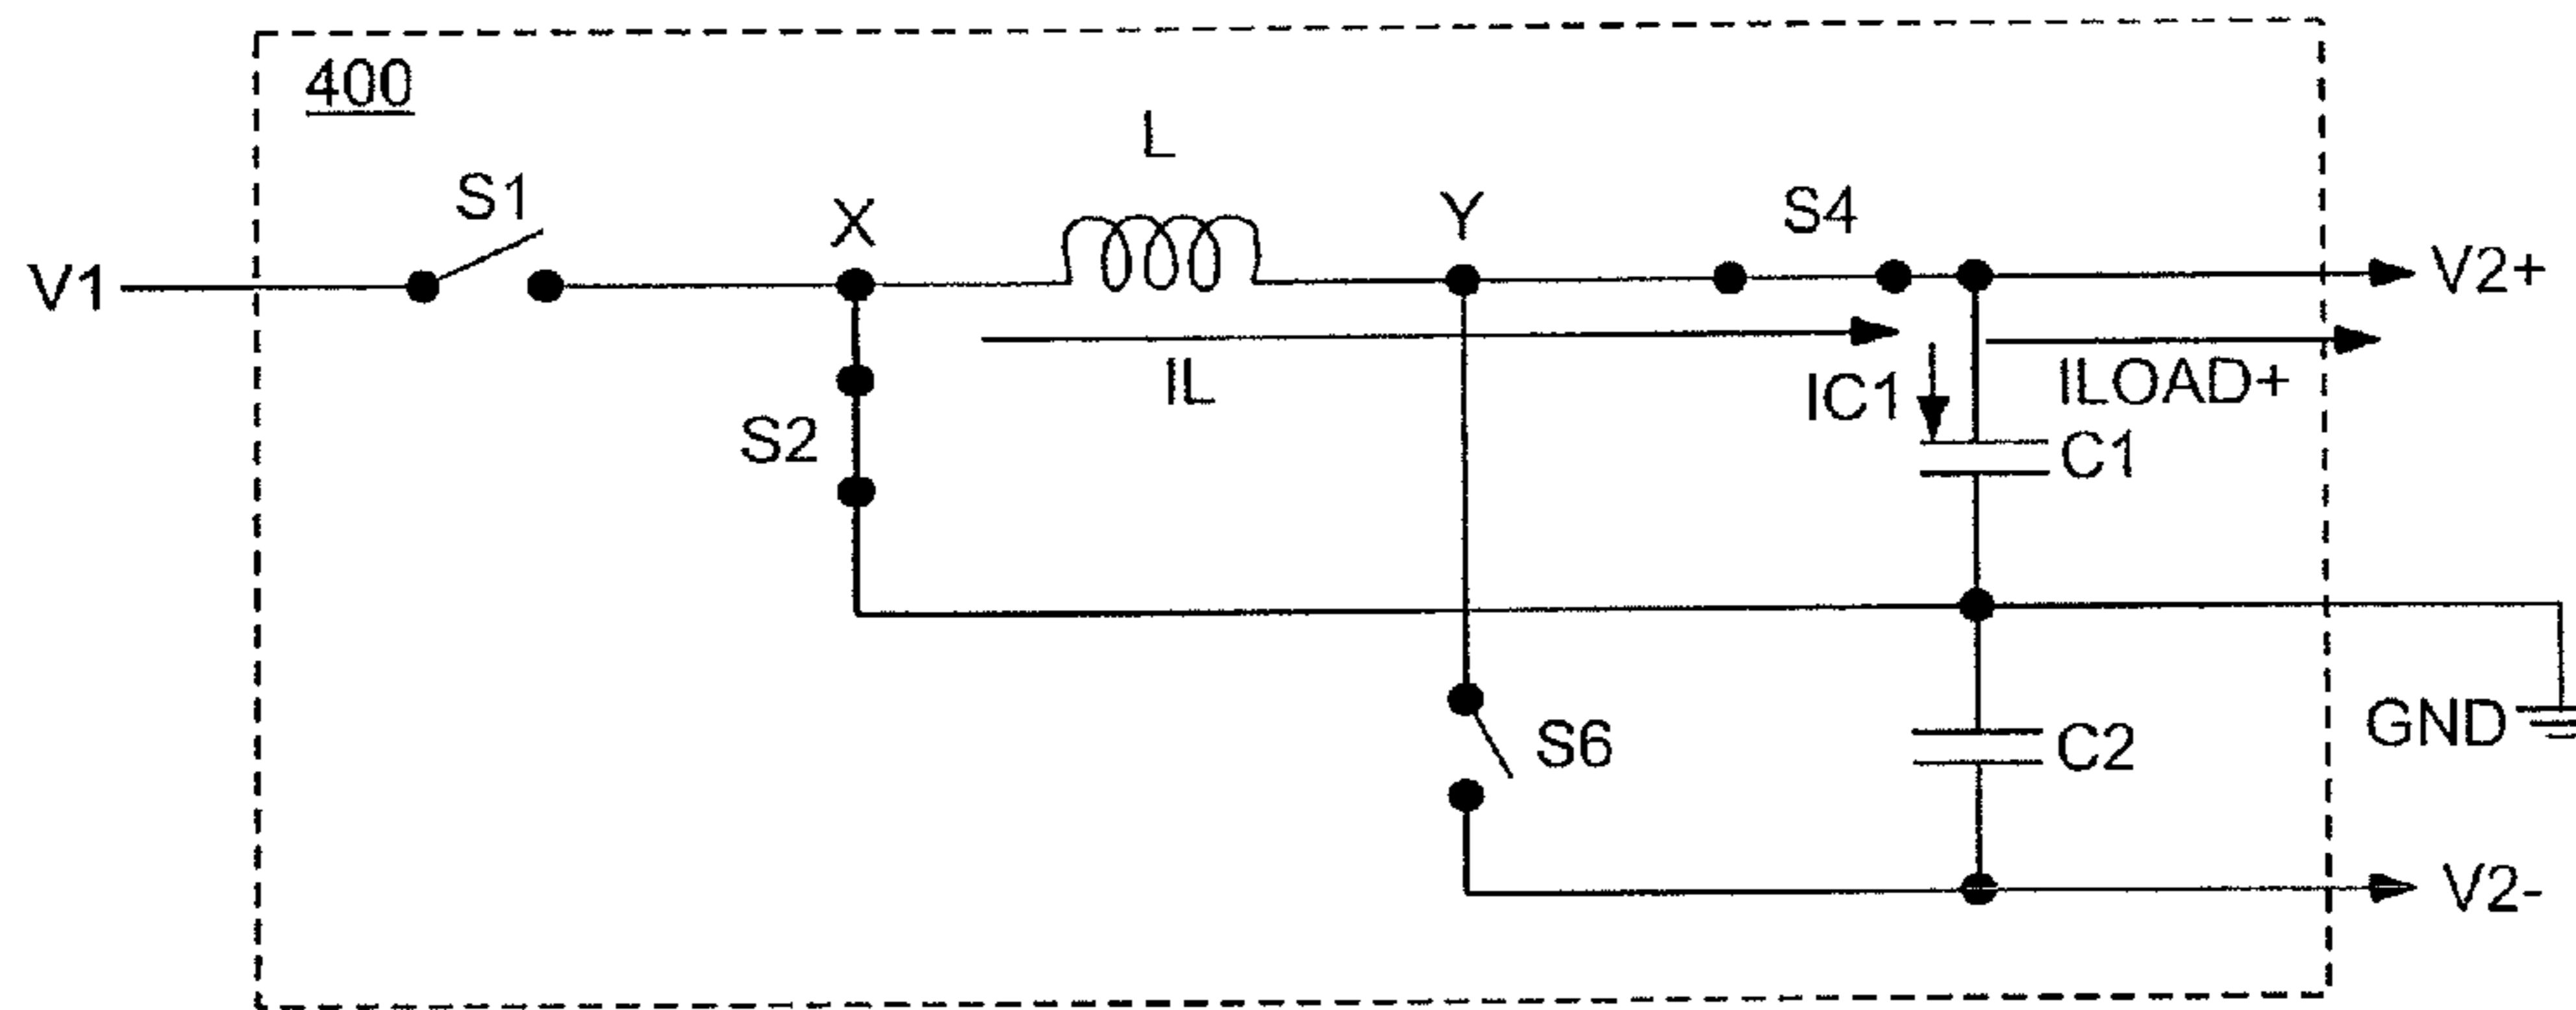 400
S1
X
L
Y
S4
V1
V2+
IL
IC1
ILOAD+
S2
C1
S6
C2
GND
V2-